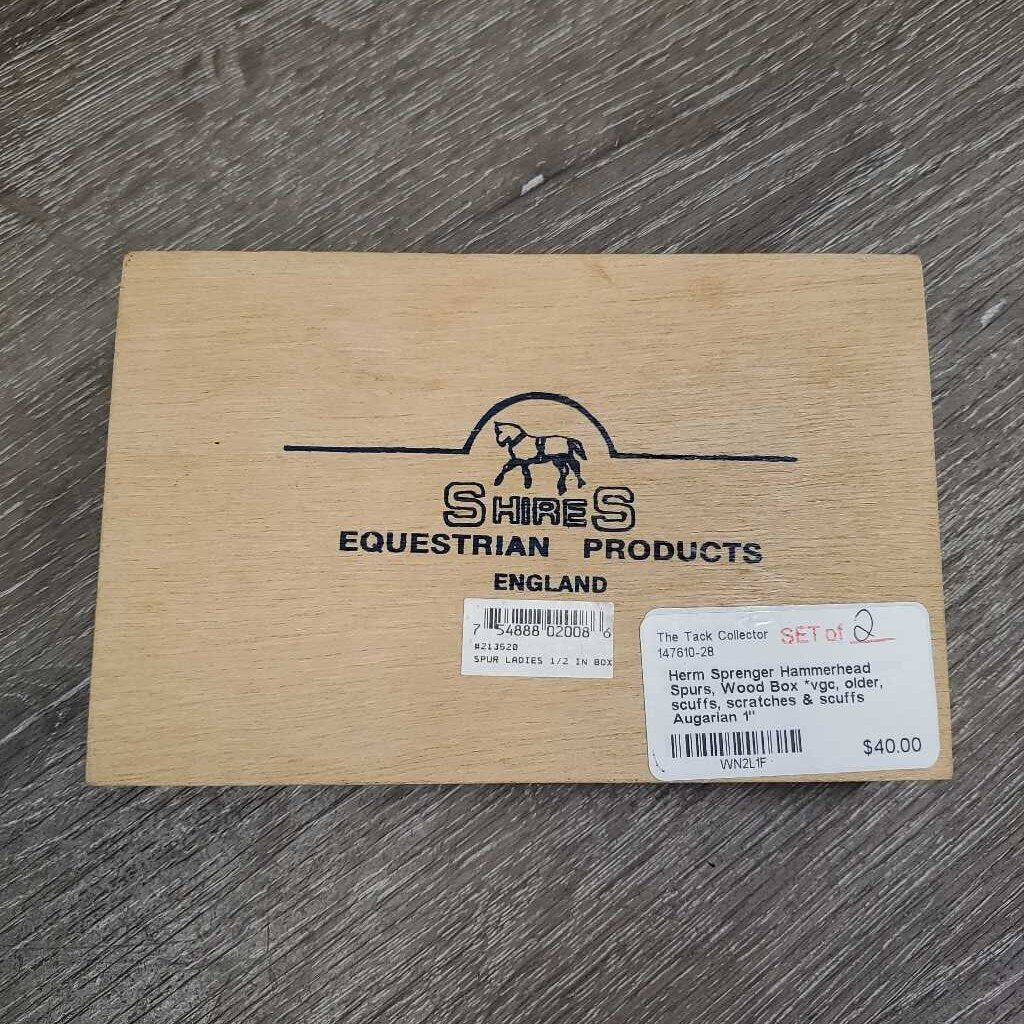 SHIRES
EQUESTRIAN PRODUCTS
ENGLAND
7 54888 02008 6
#213520
SPUR LADIES 1/2 IN BOX
The Tack Collector SET of 2
147610-28
Herm Sprenger Hammerhead
Spurs, Wood Box *vgc, older,
scuffs, scratches & scuffs
Augarian 1"
WN2L1F
$40.00